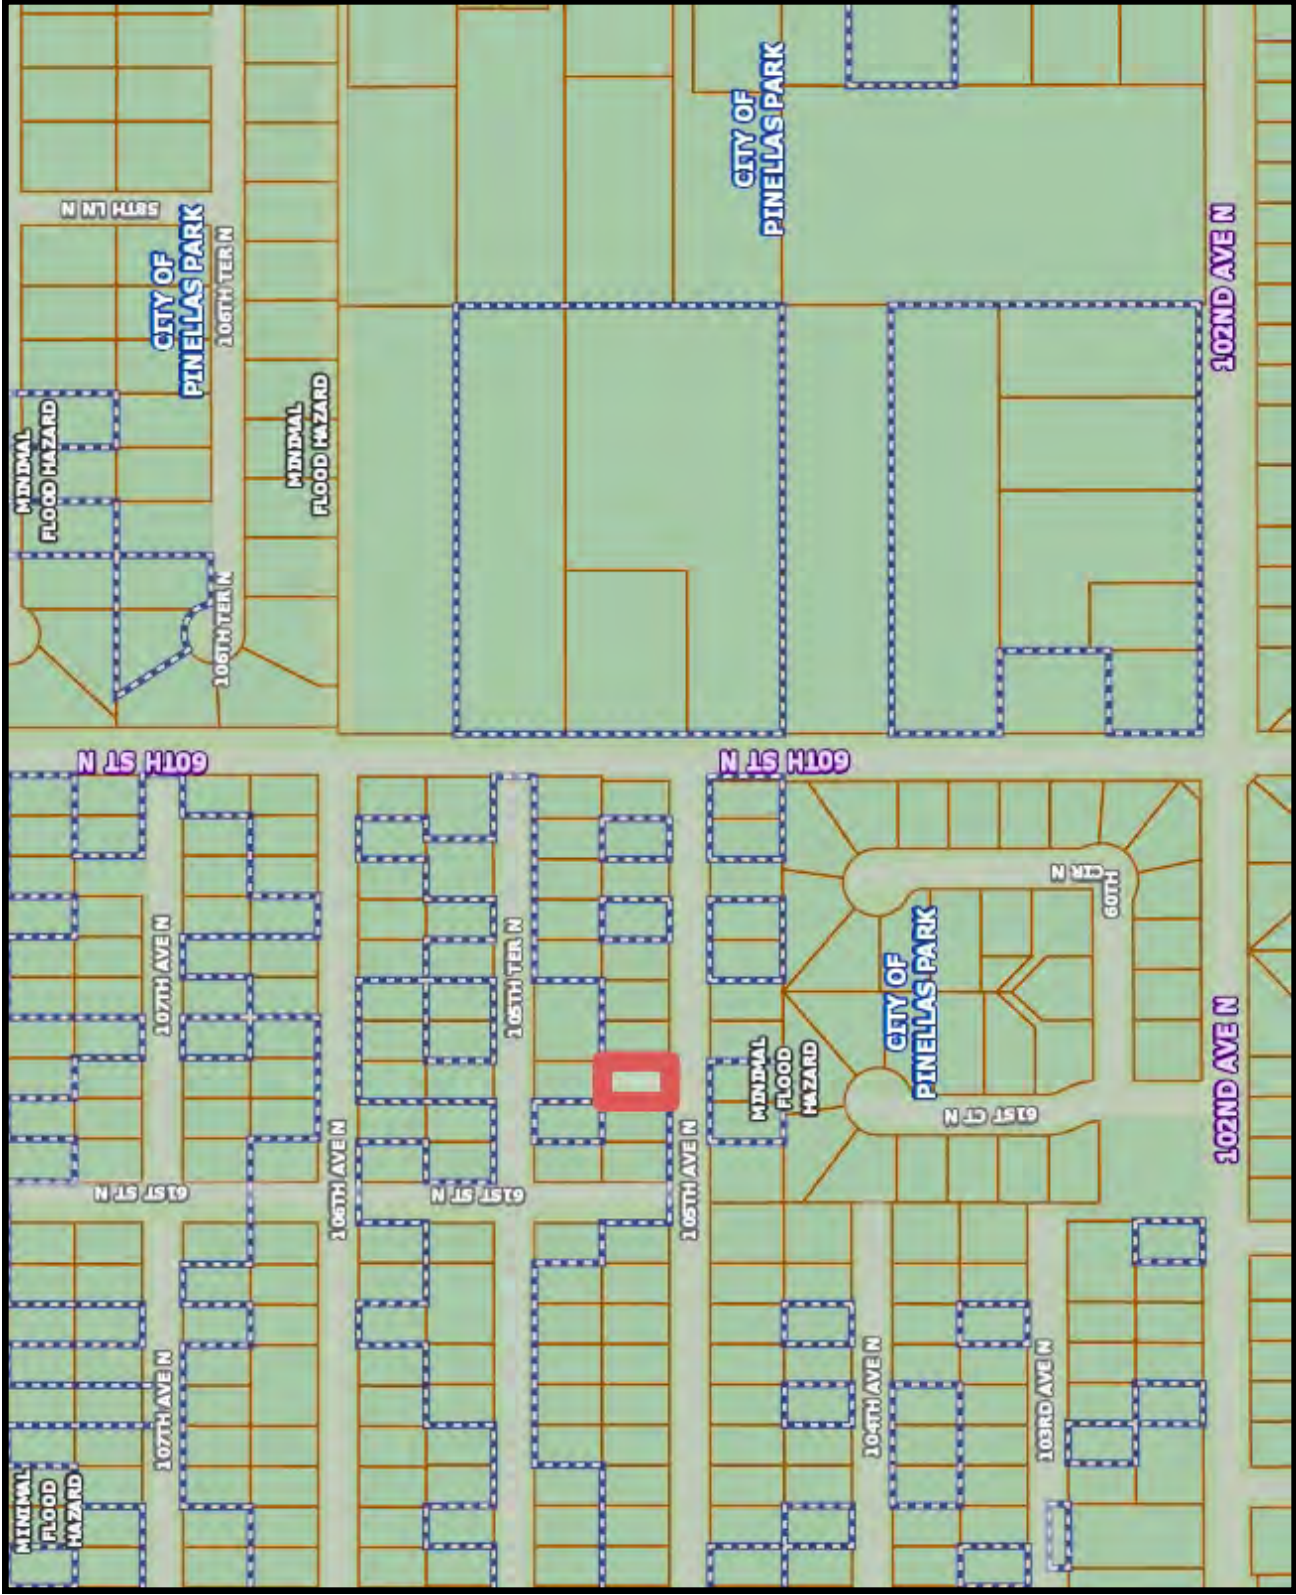 CITY OF
PINELLAS PARK
58TH LN N
CITY OF
PINELLAS PARK
106TH TER N
102ND AVE N
MINIMAL
FLOOD HAZARD
MINIMAL
FLOOD HAZARD
106TH TER N
60TH ST N
60TH ST N
60TH
CIR N
107TH AVE N
105TH TER N
CITY OF
PINELLAS PARK
MINIMAL
FLOOD
HAZARD
102ND AVE N
61ST CT N
106TH AVE N
105TH AVE N
61ST ST N
61ST ST N
107TH AVE N
104TH AVE N
103RD AVE N
MINIMAL
FLOOD
HAZARD